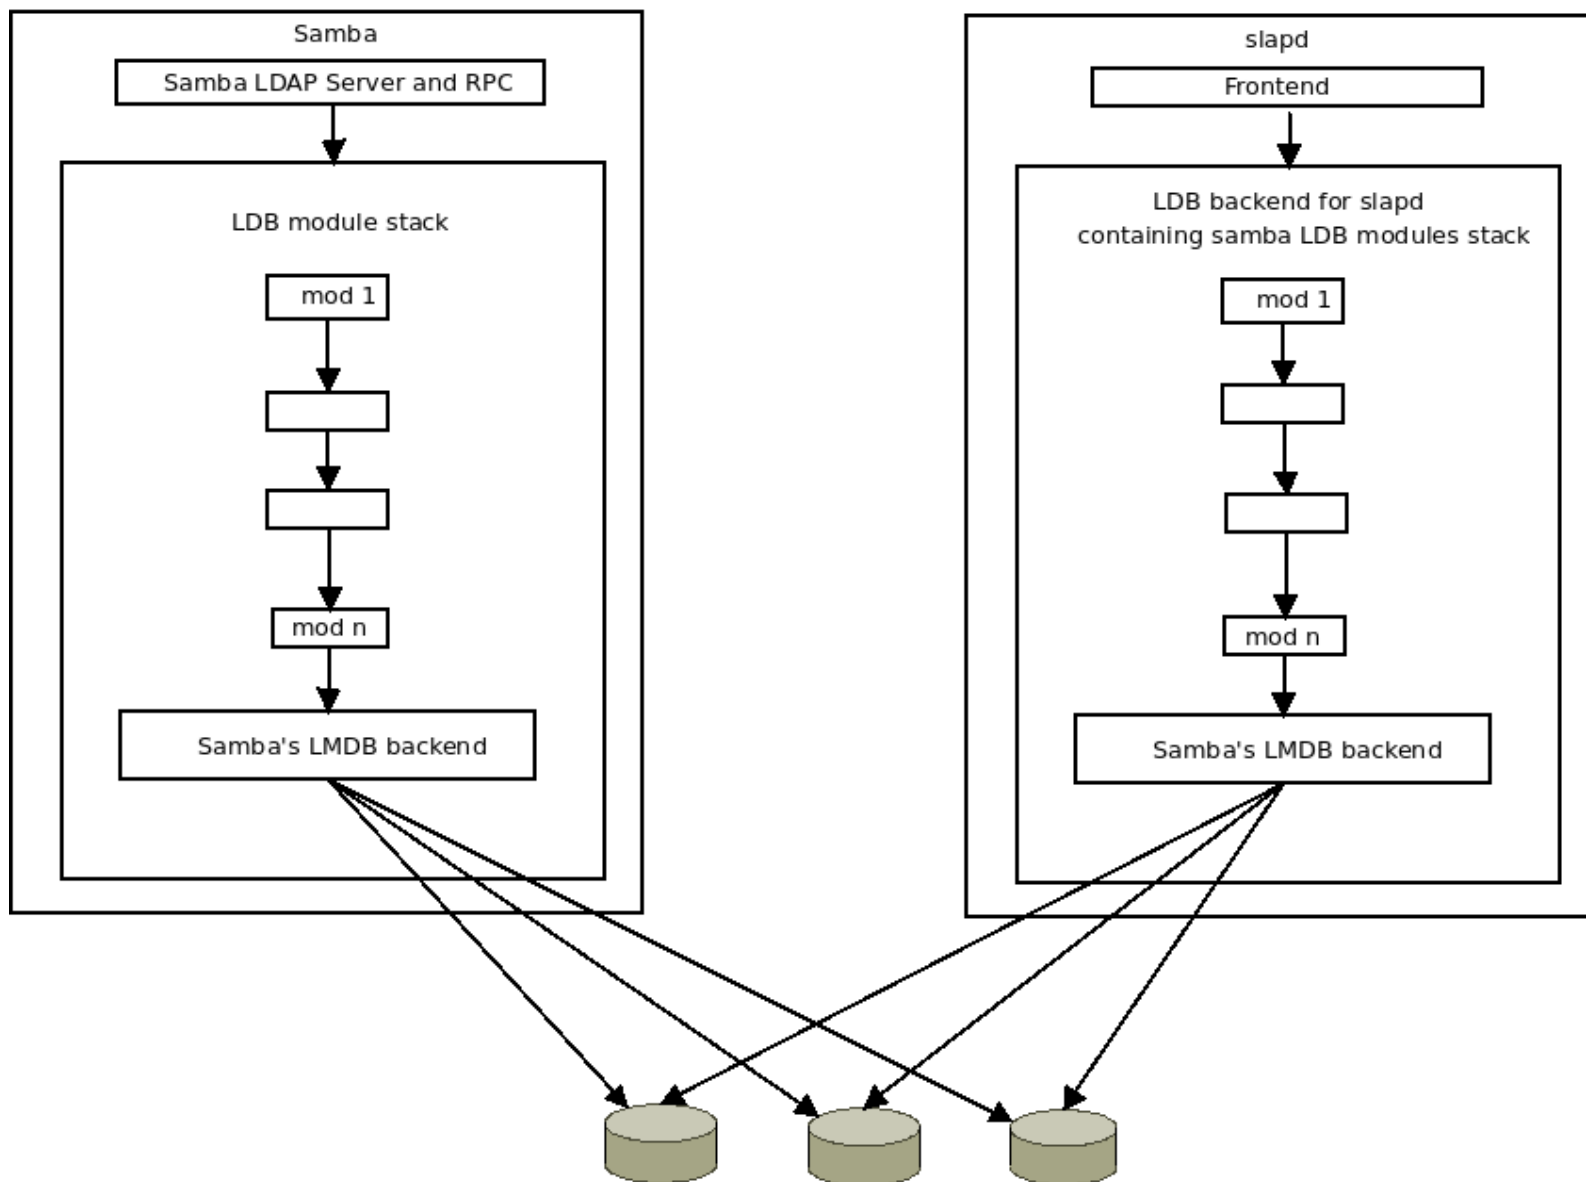 Samba
Samba LDAP Server and RPC
LDB module stack
mod 1
mod n
Samba's LMDB backend
slapd
Frontend
LDB backend for slapd
containing samba LDB modules stack
mod 1
mod n
Samba's LMDB backend